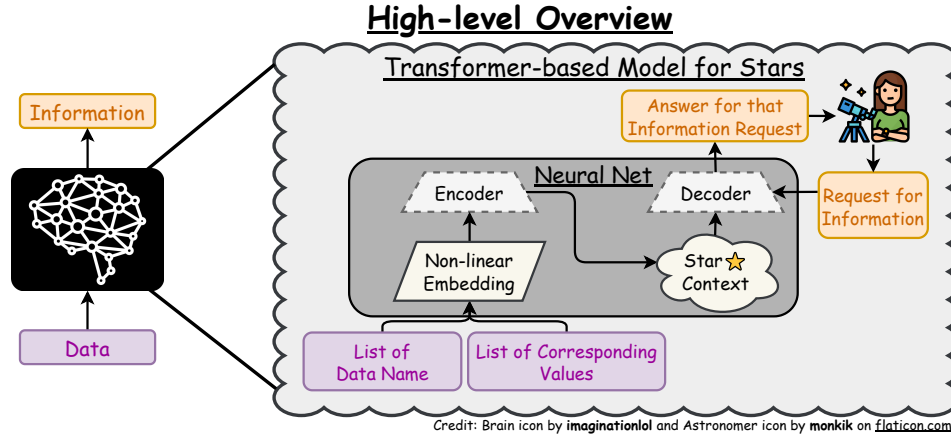 High-level Overview
Transformer-based Model for Stars
Information
Data
Answer for that
Information Request
Request for
Information
Neural Net
Encoder
Decoder
Non-linear
Embedding
Star
Context
List of
Data Name
List of Corresponding
Values
Credit: Brain icon by imaginationlol and Astronomer icon by monkik on flaticon.com